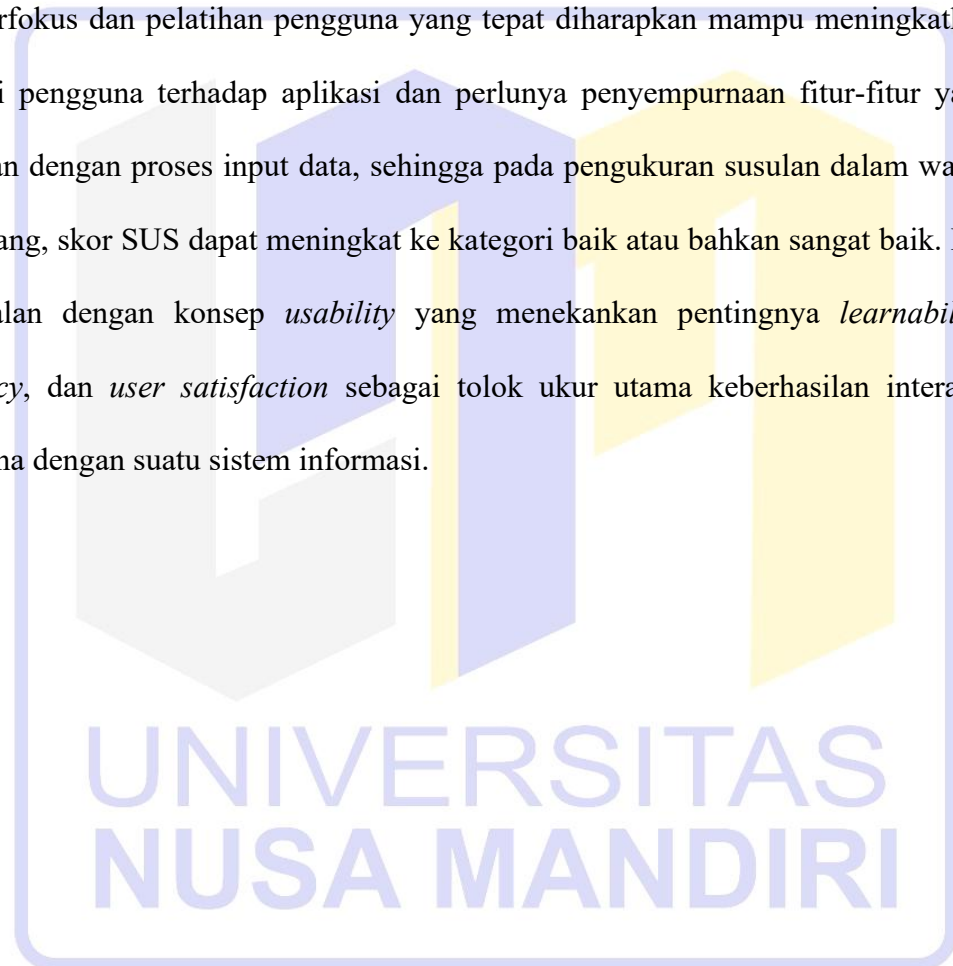 rfokus dan pelatihan pengguna yang tepat diharapkan mampu meningkatk
i pengguna terhadap aplikasi dan perlunya penyempurnaan fitur-fitur ya
an dengan proses input data, sehingga pada pengukuran susulan dalam wa
ang, skor SUS dapat meningkat ke kategori baik atau bahkan sangat baik.
alan dengan konsep usability yang menekankan pentingnya learnabil
cy, dan user satisfaction sebagai tolok ukur utama keberhasilan intera
na dengan suatu sistem informasi.
UNIVERSITAS
NUSA MANDIRI